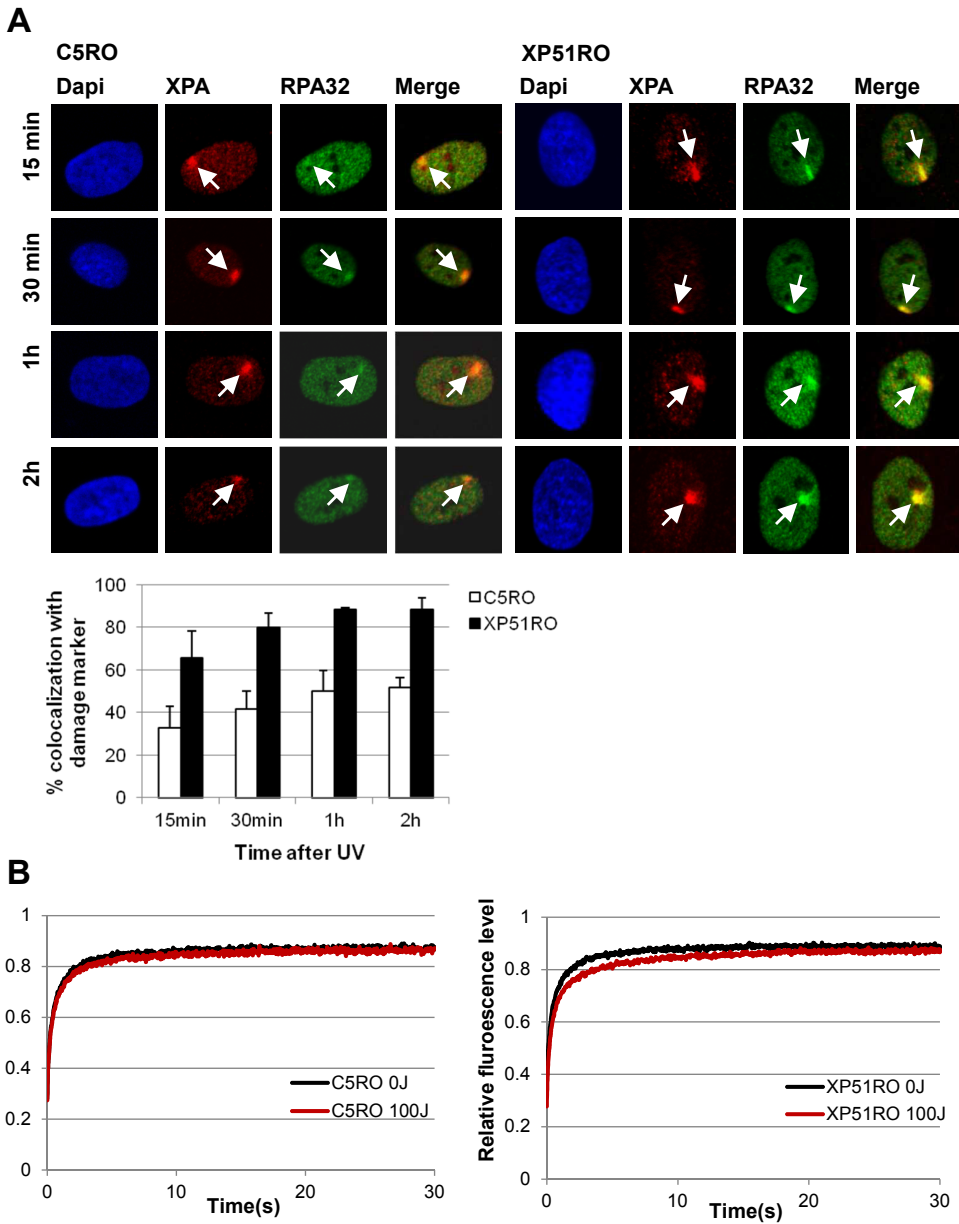 A
C5RO
XP51RO
Dapi XPA RPA32 Merge
Dapi XPA RPA32 Merge
15 min
30 min
1h
2h
% colocalization with
damage marker
100
80
60
40
20
0
15min 30min 1h 2h
Time after UV
C5RO
XP51RO
B
1
0.8
0.6
0.4
0.2
0
0 10 20 30
Time(s)
C5RO 0J
C5RO 100J
Relative fluroescence level
1
0.8
0.6
0.4
0.2
0
0 10 20 30
Time(s)
XP51RO 0J
XP51RO 100J